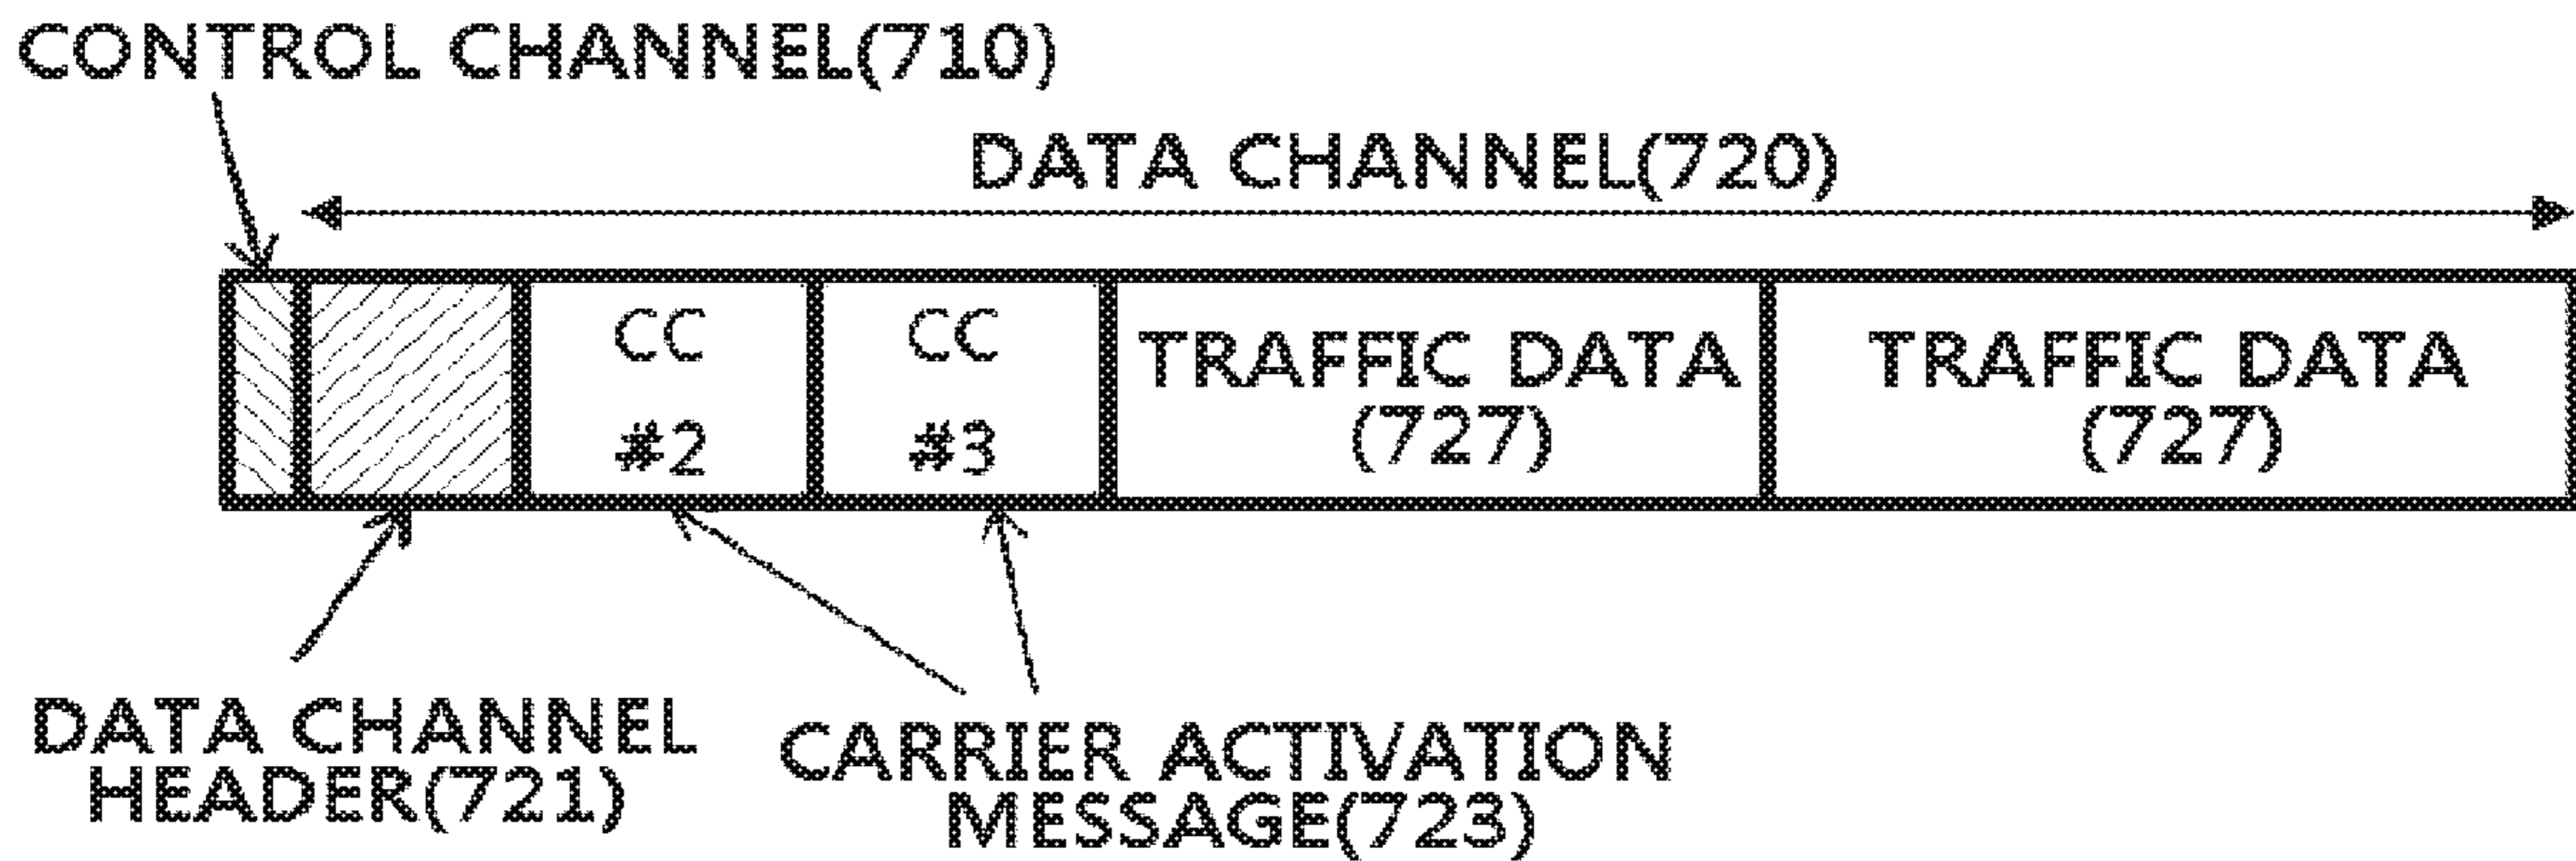 CONTROL CHANNEL(710)
DATA CHANNEL(720)
CC
#2
CC
#3
TRAFFIC DATA
(727)
TRAFFIC DATA
(727)
DATA CHANNEL
HEADER(721)
CARRIER ACTIVATION
MESSAGE(723)